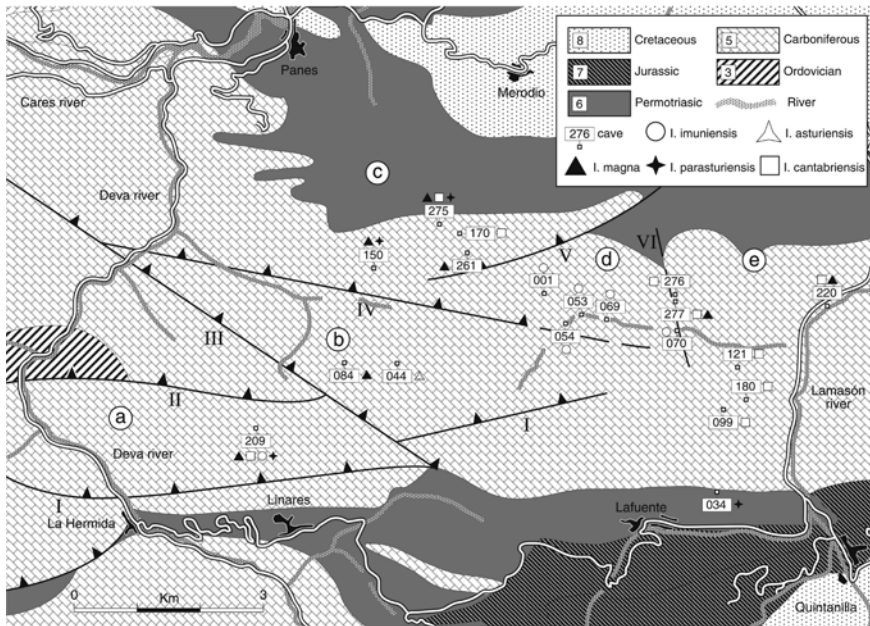 8 Cretaceous
5 Carboniferous
7 Jurassic
3 Ordovician
6 Permotriasic
River
276 cave
I. imuniensis
I. asturiensis
I. magna
I. parasturiensis
I. cantabriensis
Panes
Merodio
Cares river
Deva river
c
275
170
150
261
V
VI
d
e
001
276
220
053
069
277
IV
III
054
070
b
084
044
121
Lamasón
river
180
099
II
a
I
209
Deva river
I
034
La Hermida
Linares
Lafuente
Quintanilla
0 Km 3